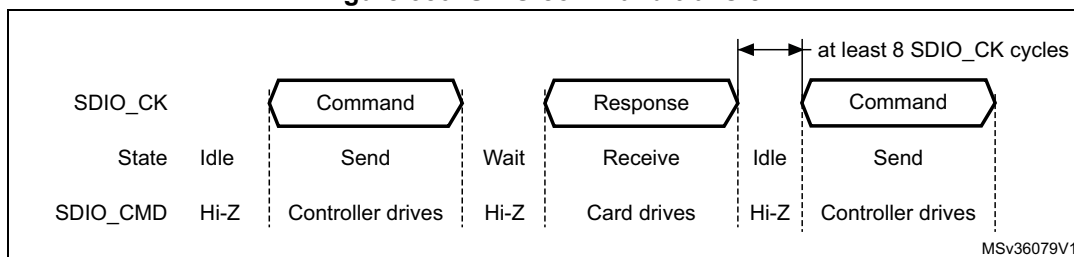 at least 8 SDIO_CK cycles
SDIO_CK Command Response Command
State Idle Send Wait Receive Idle Send
SDIO_CMD Hi-Z Controller drives Hi-Z Card drives Hi-Z Controller drives
MSv36079V1